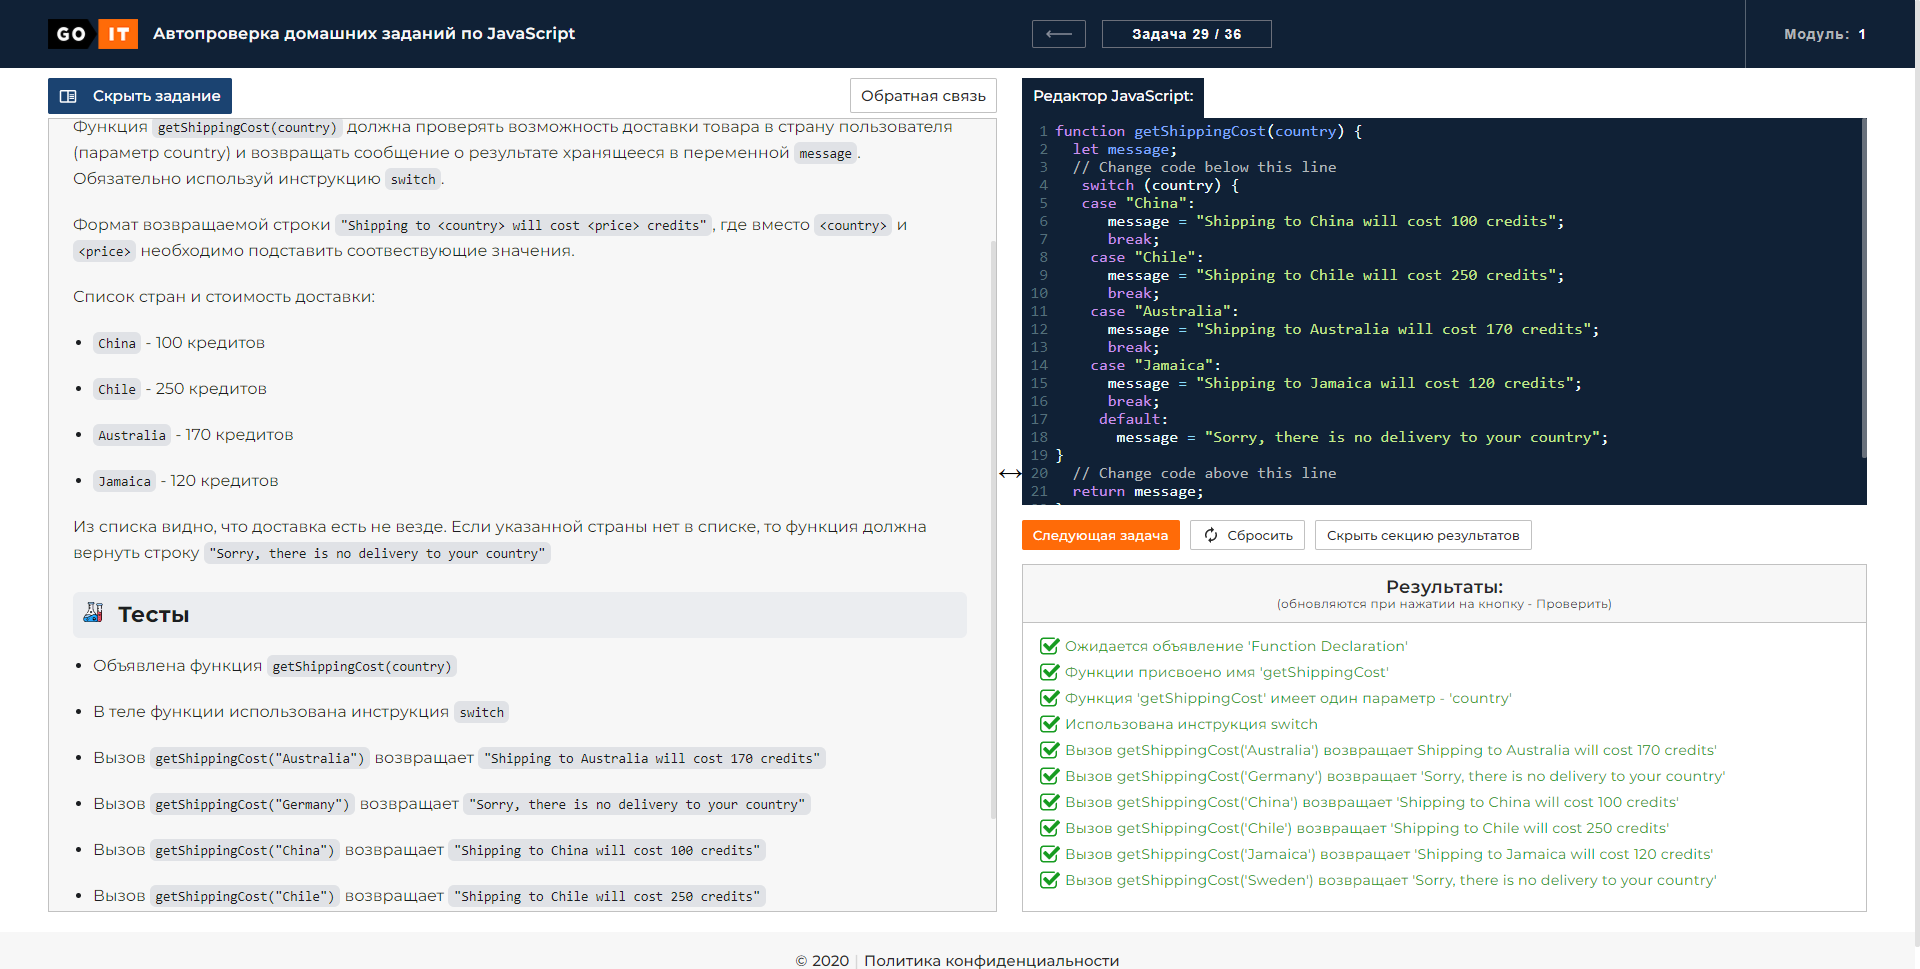 GO IT Автопроверка домашних заданий по JavaScript
Задача 29 / 36
Модуль: 1
Скрыть задание
Обратная связь
Функция getShippingCost(country) должна проверять возможность доставки товара в страну пользователя
(параметр country) и возвращать сообщение о результате хранящееся в переменной message.
Обязательно используй инструкцию switch.
Формат возвращаемой строки "Shipping to <country> will cost <price> credits", где вместо <country> и
<price> необходимо подставить соотвествующие значения.
Список стран и стоимость доставки:
China - 100 кредитов
Chile - 250 кредитов
Australia - 170 кредитов
Jamaica - 120 кредитов
Из списка видно, что доставка есть не везде. Если указанной страны нет в списке, то функция должна
вернуть строку "Sorry, there is no delivery to your country"
Тесты
Объявлена функция getShippingCost(country)
В теле функции использована инструкция switch
Вызов getShippingCost("Australia") возвращает "Shipping to Australia will cost 170 credits"
Вызов getShippingCost("Germany") возвращает "Sorry, there is no delivery to your country"
Вызов getShippingCost("China") возвращает "Shipping to China will cost 100 credits"
Вызов getShippingCost("Chile") возвращает "Shipping to Chile will cost 250 credits"
Редактор JavaScript:
1 function getShippingCost(country) {
2 let message;
3 // Change code below this line
4 switch (country) {
5 case "China":
6 message = "Shipping to China will cost 100 credits";
7 break;
8 case "Chile":
9 message = "Shipping to Chile will cost 250 credits";
10 break;
11 case "Australia":
12 message = "Shipping to Australia will cost 170 credits";
13 break;
14 case "Jamaica":
15 message = "Shipping to Jamaica will cost 120 credits";
16 break;
17 default:
18 message = "Sorry, there is no delivery to your country";
19 }
20 // Change code above this line
21 return message;
Следующая задача
Сбросить
Скрыть секцию результатов
Результаты:
(обновляются при нажатии на кнопку - Проверить)
Ожидается объявление 'Function Declaration'
Функции присвоено имя 'getShippingCost'
Функция 'getShippingCost' имеет один параметр - 'country'
Использована инструкция switch
Вызов getShippingCost('Australia') возвращает Shipping to Australia will cost 170 credits'
Вызов getShippingCost('Germany') возвращает 'Sorry, there is no delivery to your country'
Вызов getShippingCost('China') возвращает 'Shipping to China will cost 100 credits'
Вызов getShippingCost('Chile') возвращает 'Shipping to Chile will cost 250 credits'
Вызов getShippingCost('Jamaica') возвращает 'Shipping to Jamaica will cost 120 credits'
Вызов getShippingCost('Sweden') возвращает 'Sorry, there is no delivery to your country'
© 2020 | Политика конфиденциальности